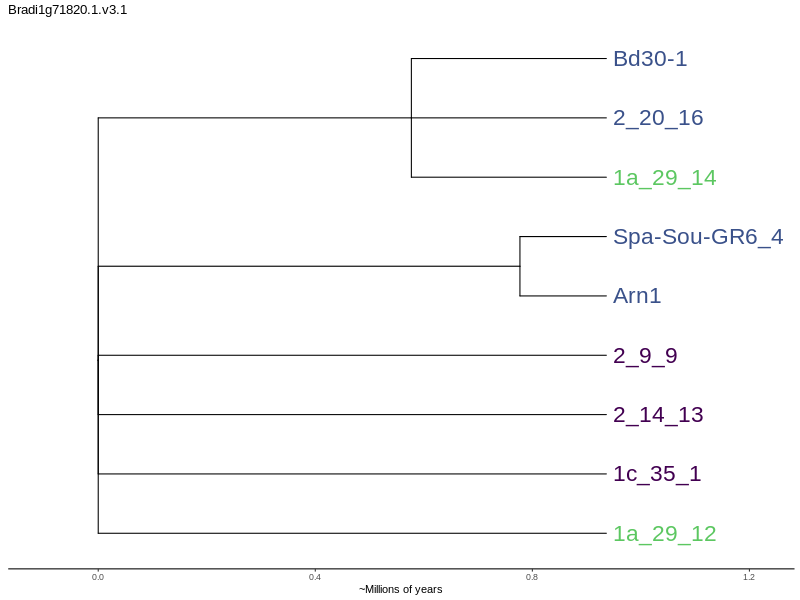 Bradi1g71820.1.v3.1
Bd30-1
2_20_16
1a_29_14
Spa-Sou-GR6_4
Arn1
2_9_9
2_14_13
1c_35_1
1a_29_12
0.0 0.4 0.8 1.2
~Millions of years